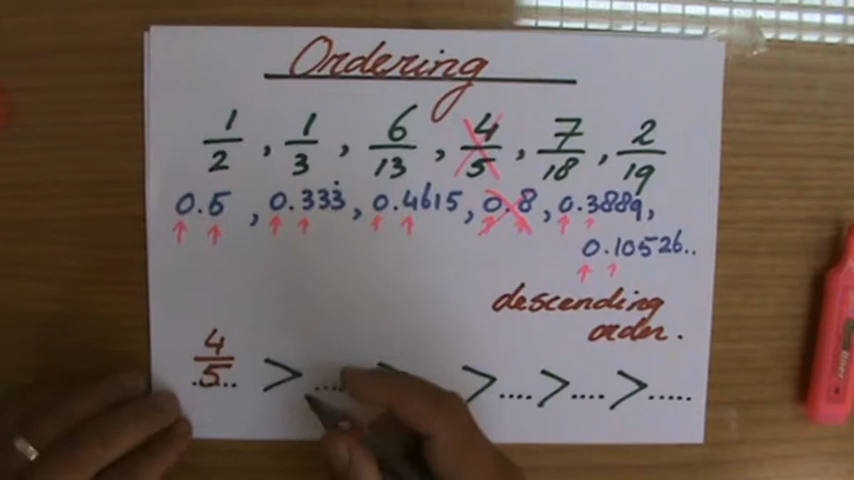 Ordering
1/2 , 1/3 , 6/13 , 4/5 , 7/18 , 2/19
0.5 , 0.333̇ , 0.4615 , 0.8 , 0.3889,
0.10526..
descending
order.
4/5 > .... > > .... > .... > .....